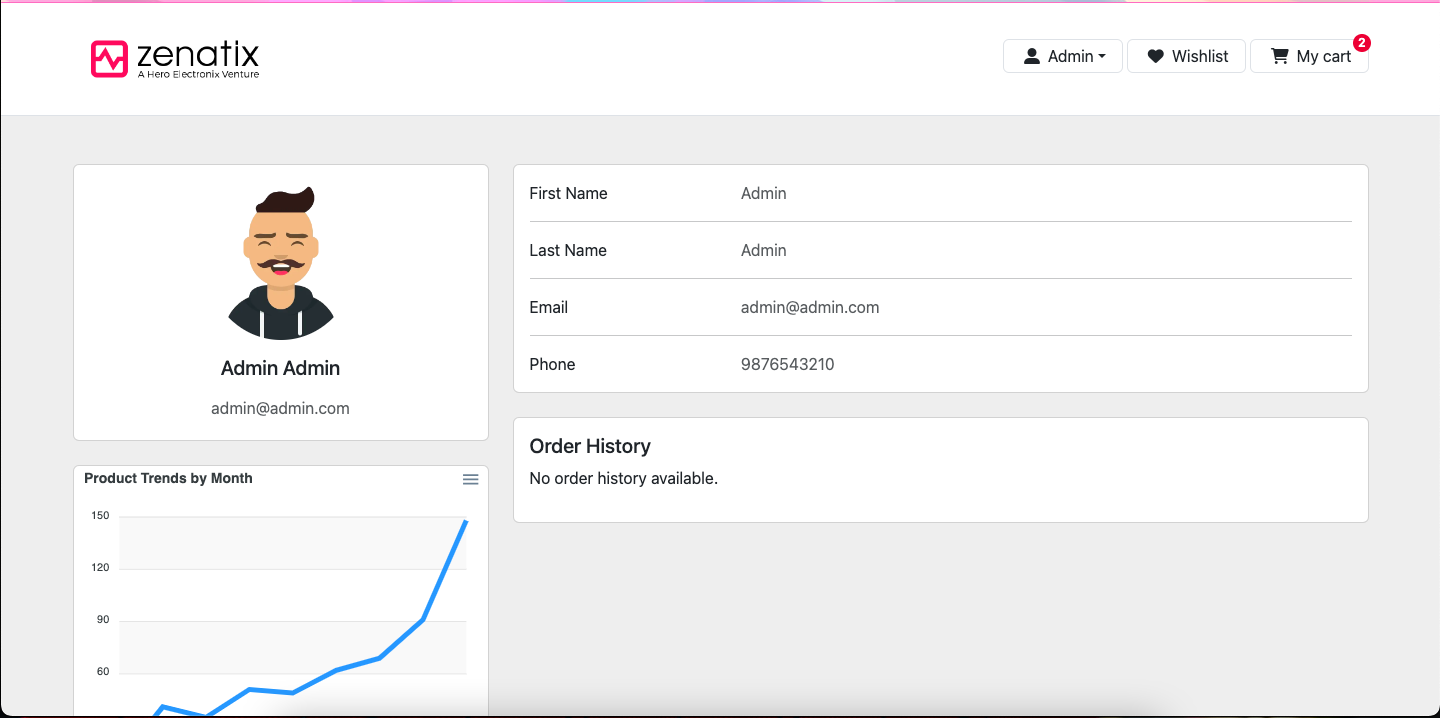 zenatix
A Hero Electronix Venture
Admin
Wishlist
My cart
2
Admin Admin
admin@admin.com
First Name Admin
Last Name Admin
Email admin@admin.com
Phone 9876543210
Order History
No order history available.
Product Trends by Month
150
120
90
60